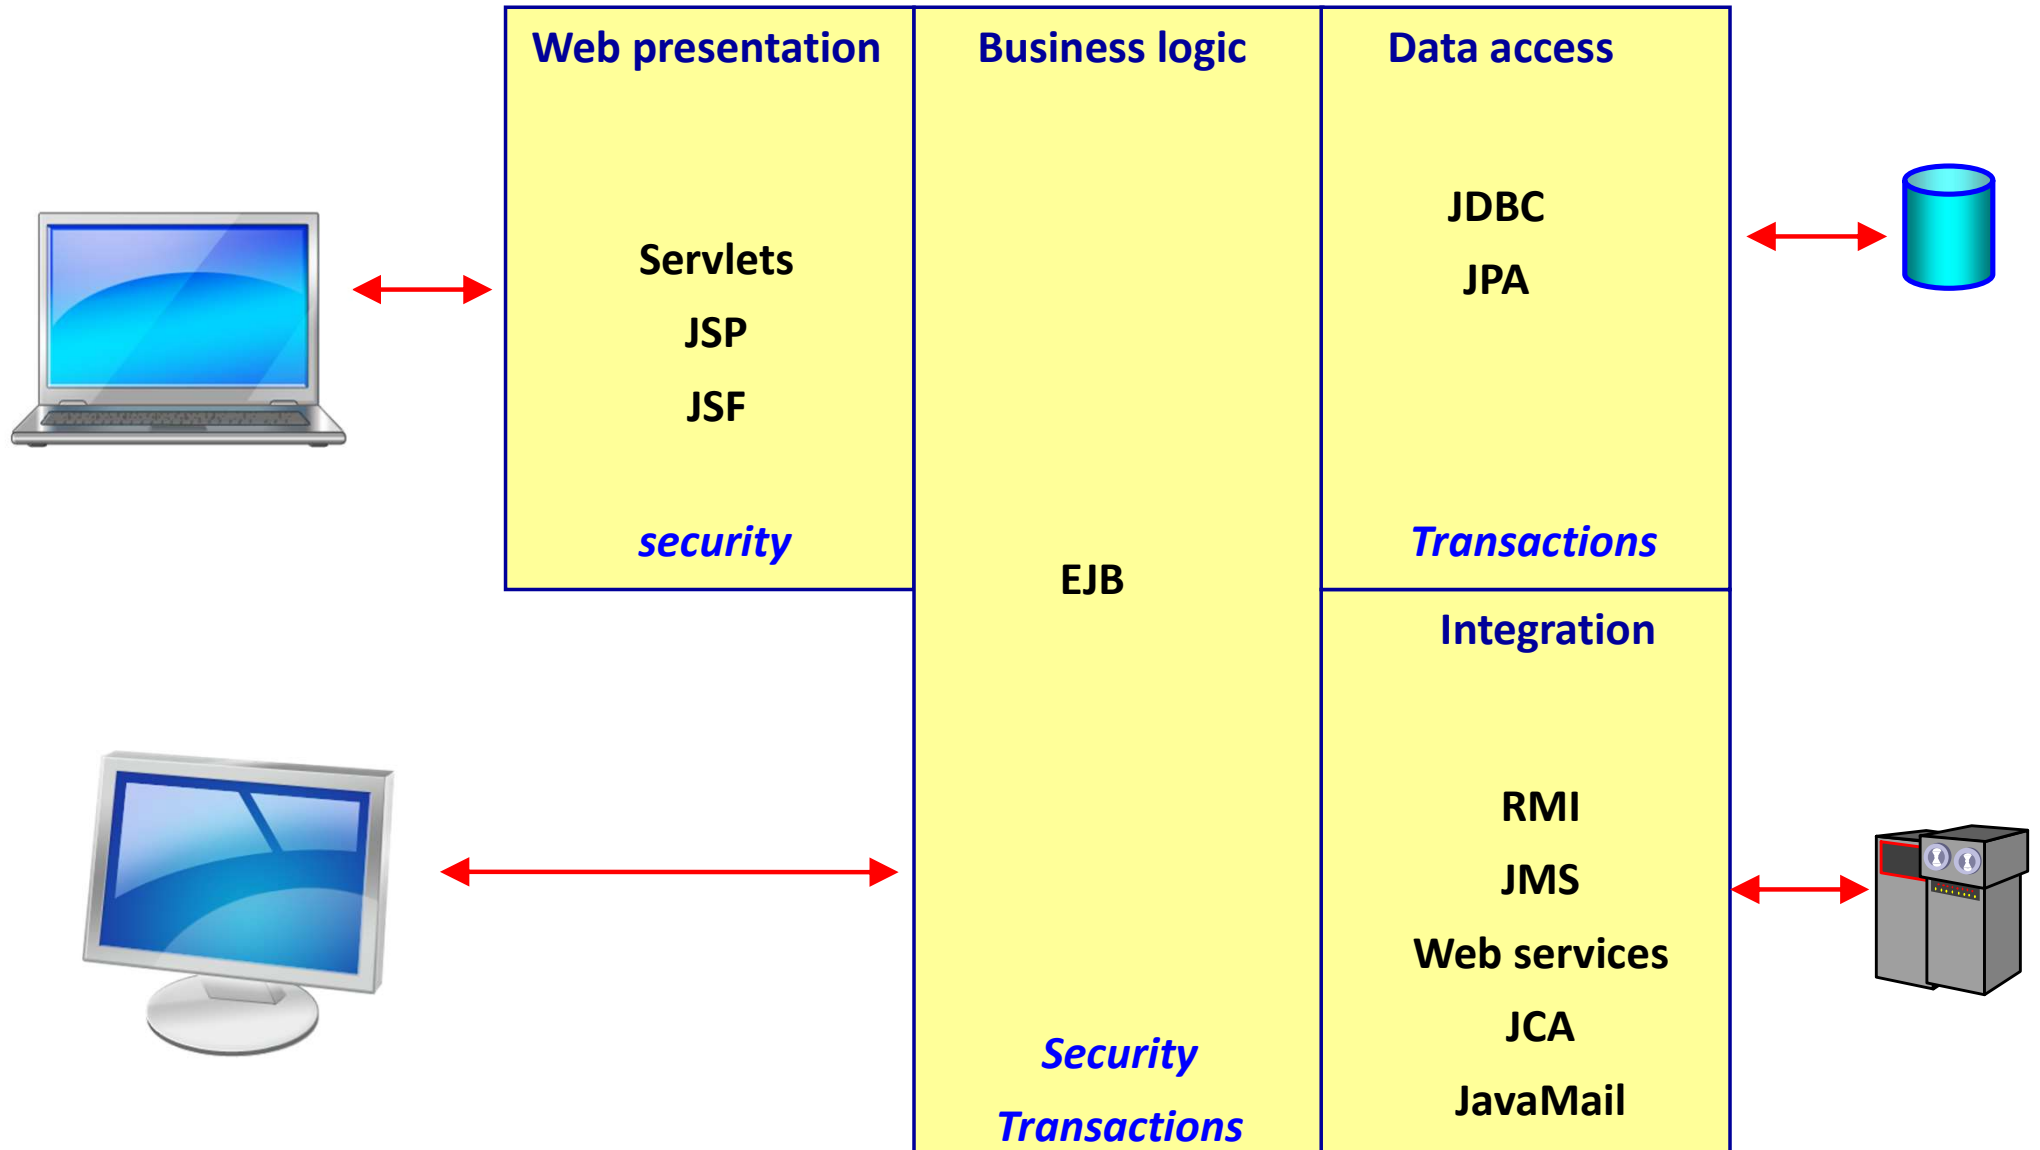 Web presentation
Servlets
JSP
JSF
security
Business logic
EJB
Security
Transactions
Data access
JDBC
JPA
Transactions
Integration
RMI
JMS
Web services
JCA
JavaMail